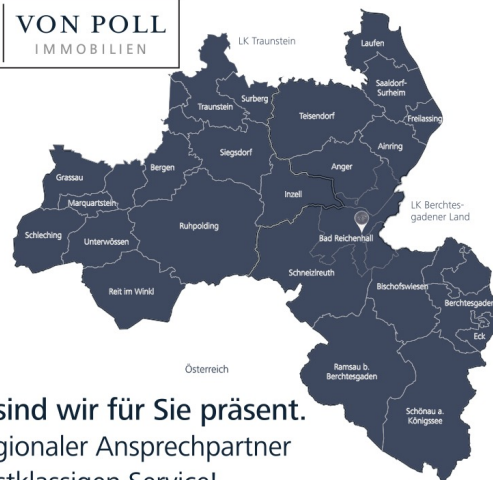 VON POLL
IMMOBILIEN
LK Traunstein
Laufen
Saaldorf-
Surheim
Surberg
Traunstein
Teisendorf
Freilassing
Ainring
Siegsdorf
Anger
Bergen
Grassau
Inzell
Marquartstein
LK Berchtes-
gadener Land
Ruhpolding
Schleching
Unterwössen
Bad Reichenhall
Schneizlreuth
Bischofswiesen
Reit im Winkl
Berchtesgaden
Eck
Österreich
Ramsau b.
Berchtesgaden
Schönau a.
Königssee
sind wir für Sie präsent.
gionaler Ansprechpartner
stklassigen Service!